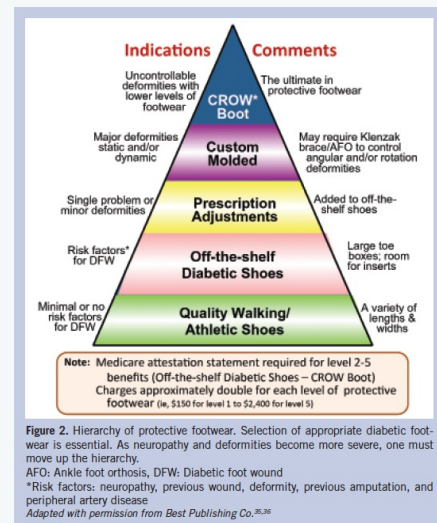 Indications Comments
Uncontrollable
deformities with
lower levels of
footwear
CROW*
Boot
The ultimate in
protective footwear
Major deformities
static and/or
dynamic
Custom
Molded
May require Klenzak
brace/AFO to control
angular and/or rotation
deformities
Single problem or
minor deformities
Prescription
Adjustments
Added to off-the-
shelf shoes
Risk factors*
for DFW
Off-the-shelf
Diabetic Shoes
Large toe
boxes; room
for inserts
Minimal or no
risk factors
for DFW
Quality Walking/
Athletic Shoes
A variety of
lengths &
widths
Note: Medicare attestation statement required for level 2-5
benefits (Off-the-shelf Diabetic Shoes – CROW Boot)
Charges approximately double for each level of protective
footwear (ie, $150 for level 1 to $2,400 for level 5)
Figure 2. Hierarchy of protective footwear. Selection of appropriate diabetic foot-
wear is essential. As neuropathy and deformities become more severe, one must
move up the hierarchy.
AFO: Ankle foot orthosis, DFW: Diabetic foot wound
*Risk factors: neuropathy, previous wound, deformity, previous amputation, and
peripheral artery disease
Adapted with permission from Best Publishing Co.35,36